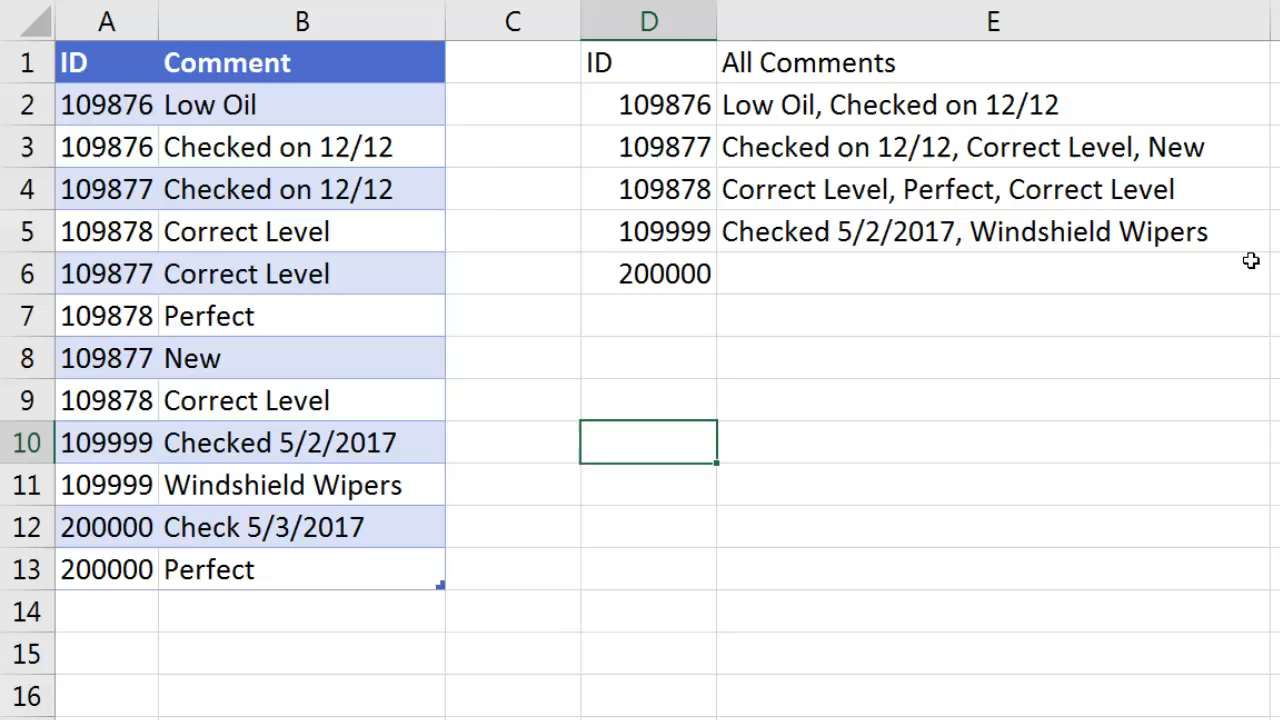 A B C D E
1 ID Comment ID All Comments
2 109876 Low Oil 109876 Low Oil, Checked on 12/12
3 109876 Checked on 12/12 109877 Checked on 12/12, Correct Level, New
4 109877 Checked on 12/12 109878 Correct Level, Perfect, Correct Level
5 109878 Correct Level 109999 Checked 5/2/2017, Windshield Wipers
6 109877 Correct Level 200000
7 109878 Perfect
8 109877 New
9 109878 Correct Level
10 109999 Checked 5/2/2017
11 109999 Windshield Wipers
12 200000 Check 5/3/2017
13 200000 Perfect
14
15
16